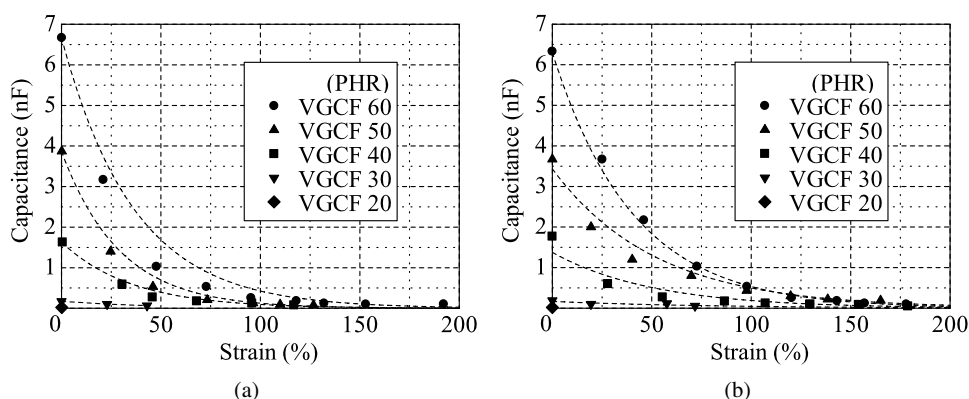 7
6
5
4
3
2
1
0
50
100
150
200
Capacitance (nF)
Strain (%)
(PHR)
VGCF 60
VGCF 50
VGCF 40
VGCF 30
VGCF 20
(a)
7
6
5
4
3
2
1
0
50
100
150
200
Capacitance (nF)
Strain (%)
(PHR)
VGCF 60
VGCF 50
VGCF 40
VGCF 30
VGCF 20
(b)